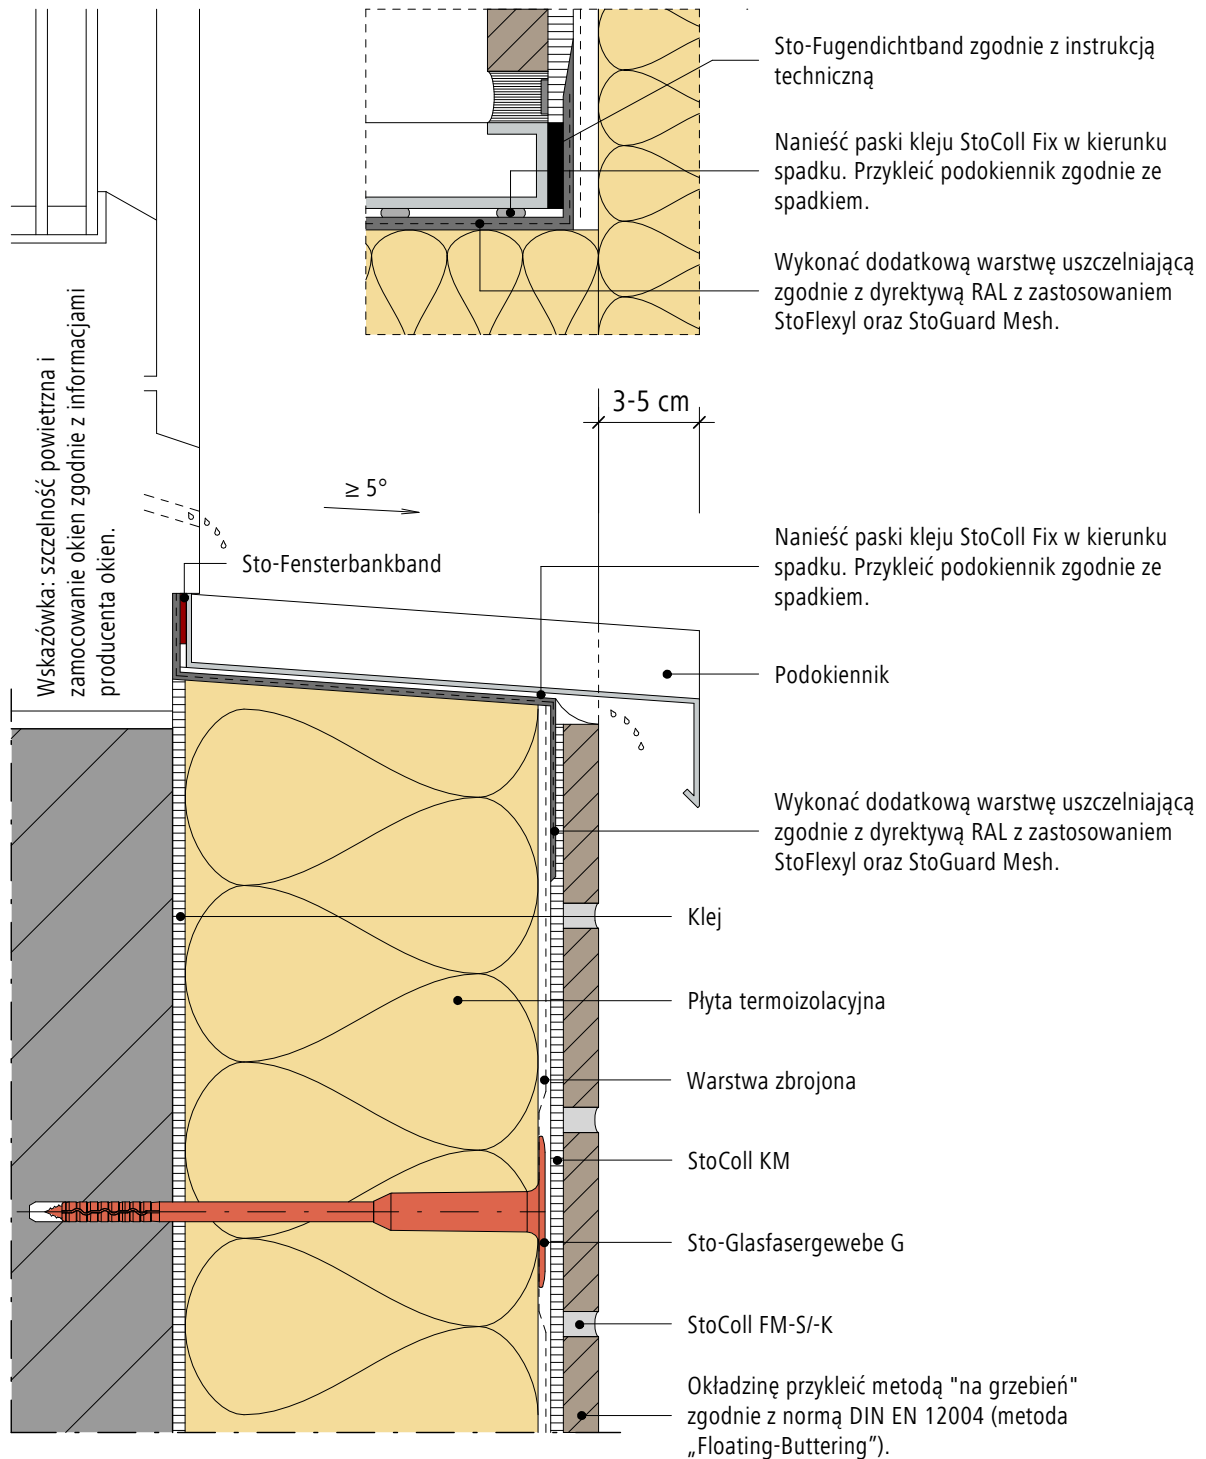 Sto-Fugendichtband zgodnie z instrukcją
techniczną
Nanieść paski kleju StoColl Fix w kierunku
spadku. Przykleić podokiennik zgodnie ze
spadkiem.
Wykonać dodatkową warstwę uszczelniającą
zgodnie z dyrektywą RAL z zastosowaniem
StoFlexyl oraz StoGuard Mesh.
Wskazówka: szczelność powietrzna i
zamocowanie okien zgodnie z informacjami
producenta okien.
3-5 cm
≥ 5°
Sto-Fensterbankband
Nanieść paski kleju StoColl Fix w kierunku
spadku. Przykleić podokiennik zgodnie ze
spadkiem.
Podokiennik
Wykonać dodatkową warstwę uszczelniającą
zgodnie z dyrektywą RAL z zastosowaniem
StoFlexyl oraz StoGuard Mesh.
Klej
Płyta termoizolacyjna
Warstwa zbrojona
StoColl KM
Sto-Glasfasergewebe G
StoColl FM-S/-K
Okładzinę przykleić metodą "na grzebień"
zgodnie z normą DIN EN 12004 (metoda
„Floating-Buttering”).